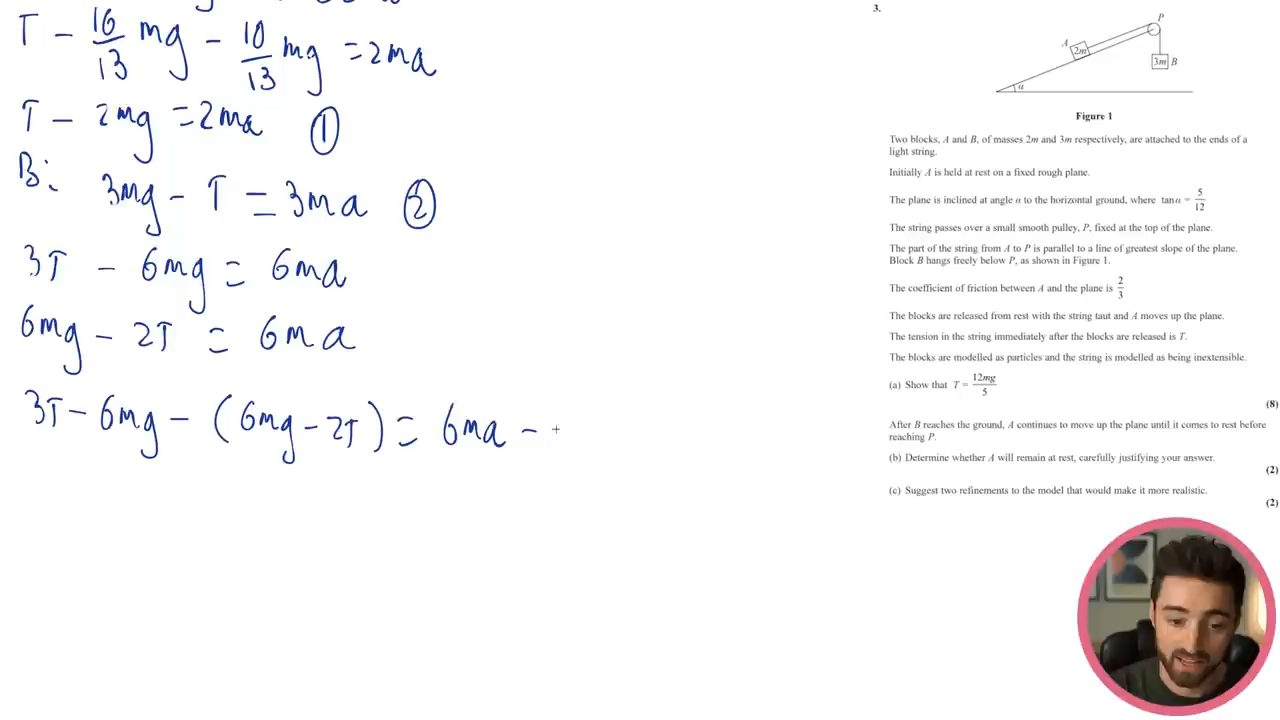 T - 16/13 mg - 10/13 mg = 2ma
T - 2mg = 2ma ①
B: 3mg - T = 3ma ②
3T - 6mg = 6ma
6mg - 2T = 6ma
3T - 6mg - (6mg - 2T) = 6ma -
3.
P
A 2m
3m B
α
Figure 1
Two blocks, A and B, of masses 2m and 3m respectively, are attached to the ends of a
light string.
Initially A is held at rest on a fixed rough plane.
The plane is inclined at angle α to the horizontal ground, where tan α = 5/12
The string passes over a small smooth pulley, P, fixed at the top of the plane.
The part of the string from A to P is parallel to a line of greatest slope of the plane.
Block B hangs freely below P, as shown in Figure 1.
The coefficient of friction between A and the plane is 2/3
The blocks are released from rest with the string taut and A moves up the plane.
The tension in the string immediately after the blocks are released is T.
The blocks are modelled as particles and the string is modelled as being inextensible.
(a) Show that T = 12mg/5
(8)
After B reaches the ground, A continues to move up the plane until it comes to rest before
reaching P.
(b) Determine whether A will remain at rest, carefully justifying your answer.
(2)
(c) Suggest two refinements to the model that would make it more realistic.
(2)